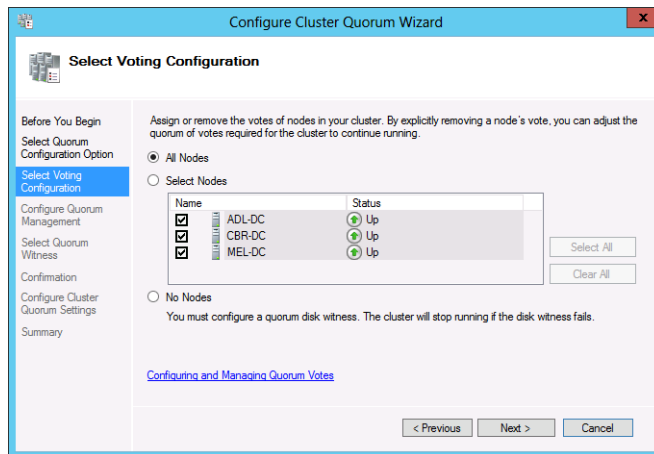 Configure Cluster Quorum Wizard
x
Select Voting Configuration
Before You Begin
Select Quorum
Configuration Option
Select Voting
Configuration
Configure Quorum
Management
Select Quorum
Witness
Confirmation
Configure Cluster
Quorum Settings
Summary
Assign or remove the votes of nodes in your cluster. By explicitly removing a node's vote, you can adjust the
quorum of votes required for the cluster to continue running.
All Nodes
Select Nodes
Name Status
ADL-DC Up
CBR-DC Up
MEL-DC Up
Select All
Clear All
No Nodes
You must configure a quorum disk witness. The cluster will stop running if the disk witness fails.
Configuring and Managing Quorum Votes
< Previous Next > Cancel